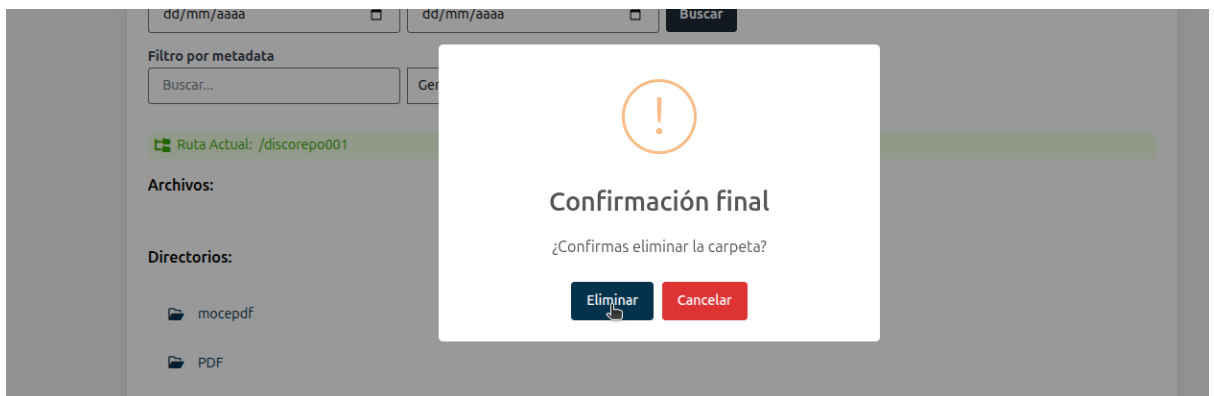 dd/mm/aaaa dd/mm/aaaa Buscar
Filtro por metadata
Buscar...
Ruta Actual: /discorepo001
Archivos:
Directorios:
mocepdf
PDF
!
Confirmación final
¿Confirmas eliminar la carpeta?
Eliminar Cancelar